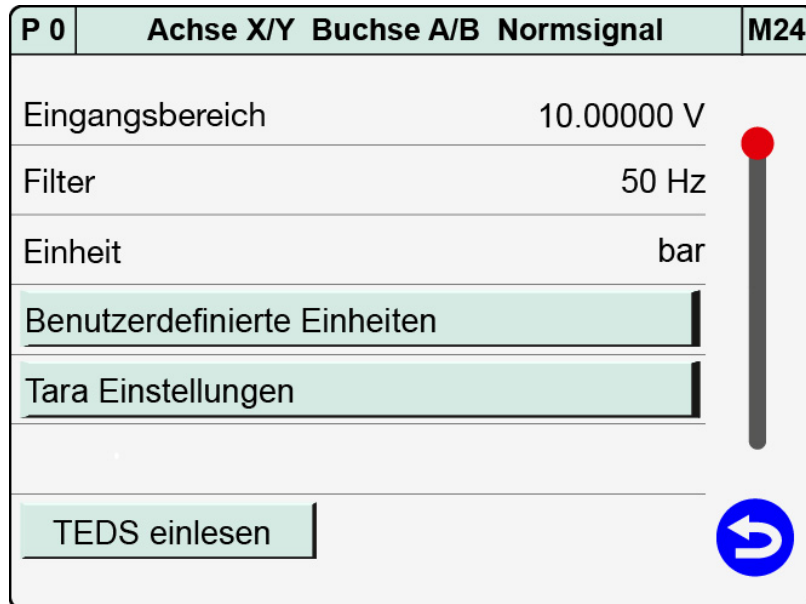 P 0 Achse X/Y Buchse A/B Normsignal M24
Eingangsbereich 10.00000 V
Filter 50 Hz
Einheit bar
Benutzerdefinierte Einheiten
Tara Einstellungen
TEDS einlesen